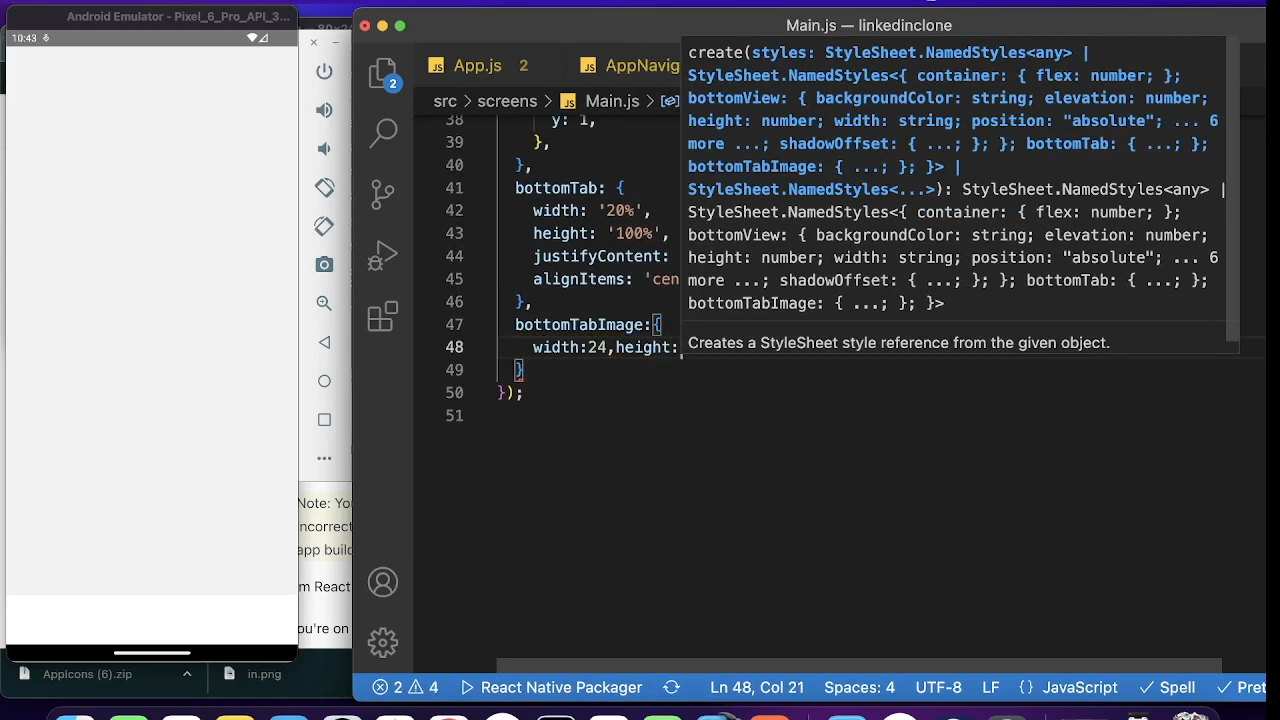 Android Emulator - Pixel_6_Pro_API_3...
10:43
Main.js — linkedinclone
JS App.js 2
JS AppNavig
src > screens > JS Main.js >
2
create(styles: StyleSheet.NamedStyles<any> |
StyleSheet.NamedStyles<{ container: { flex: number; };
bottomView: { backgroundColor: string; elevation: number;
height: number; width: string; position: "absolute"; ... 6
more ...; shadowOffset: { ...; }; }; bottomTab: { ...; };
bottomTabImage: { ...; }; }> |
StyleSheet.NamedStyles<...>): StyleSheet.NamedStyles<any> |
StyleSheet.NamedStyles<{ container: { flex: number; };
bottomView: { backgroundColor: string; elevation: number;
height: number; width: string; position: "absolute"; ... 6
more ...; shadowOffset: { ...; }; }; bottomTab: { ...; };
bottomTabImage: { ...; }; }>
Creates a StyleSheet style reference from the given object.
38 y: 1,
39 },
40 },
41 bottomTab: {
42 width: '20%',
43 height: '100%',
44 justifyContent:
45 alignItems: 'cen
46 },
47 bottomTabImage:{
48 width:24,height:
49 }
50 });
51
Note: Yo
incorrect
app build
m React
ou're on
AppIcons (6).zip
in.png
2 4 React Native Packager Ln 48, Col 21 Spaces: 4 UTF-8 LF {} JavaScript Spell Pret